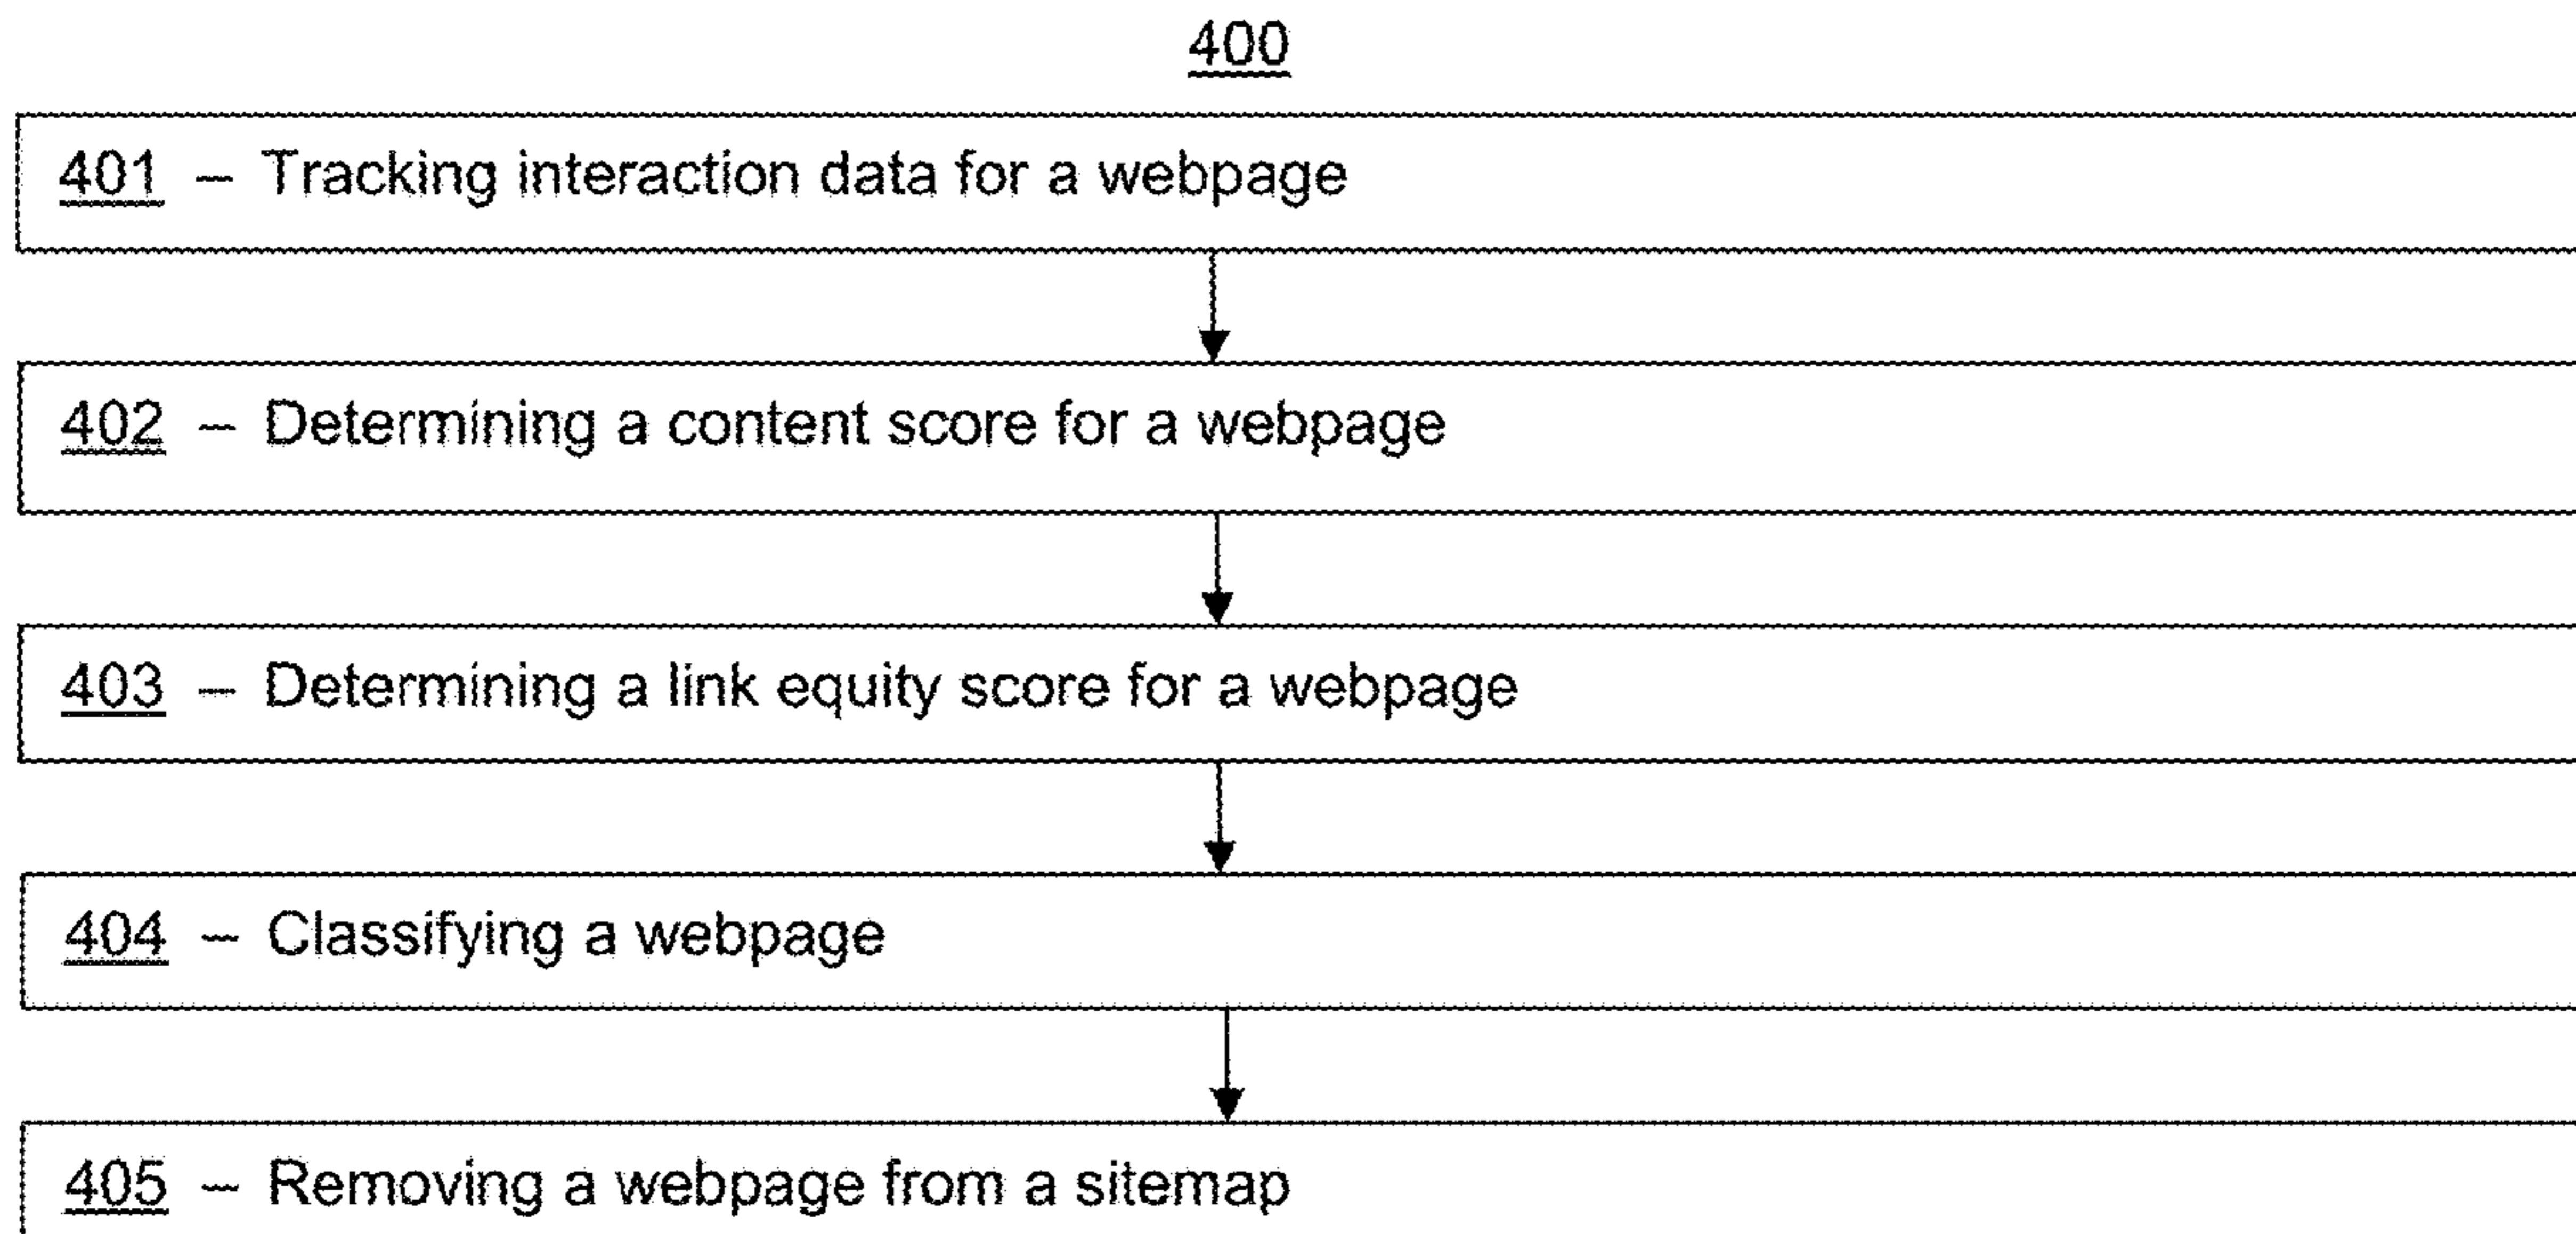 400
401 – Tracking interaction data for a webpage
402 – Determining a content score for a webpage
403 – Determining a link equity score for a webpage
404 – Classifying a webpage
405 – Removing a webpage from a sitemap